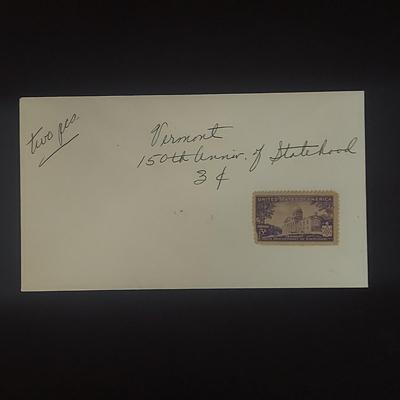 two pcs.
Vermont
150th Anniv. of Statehood
3 ¢
UNITED STATES OF AMERICA